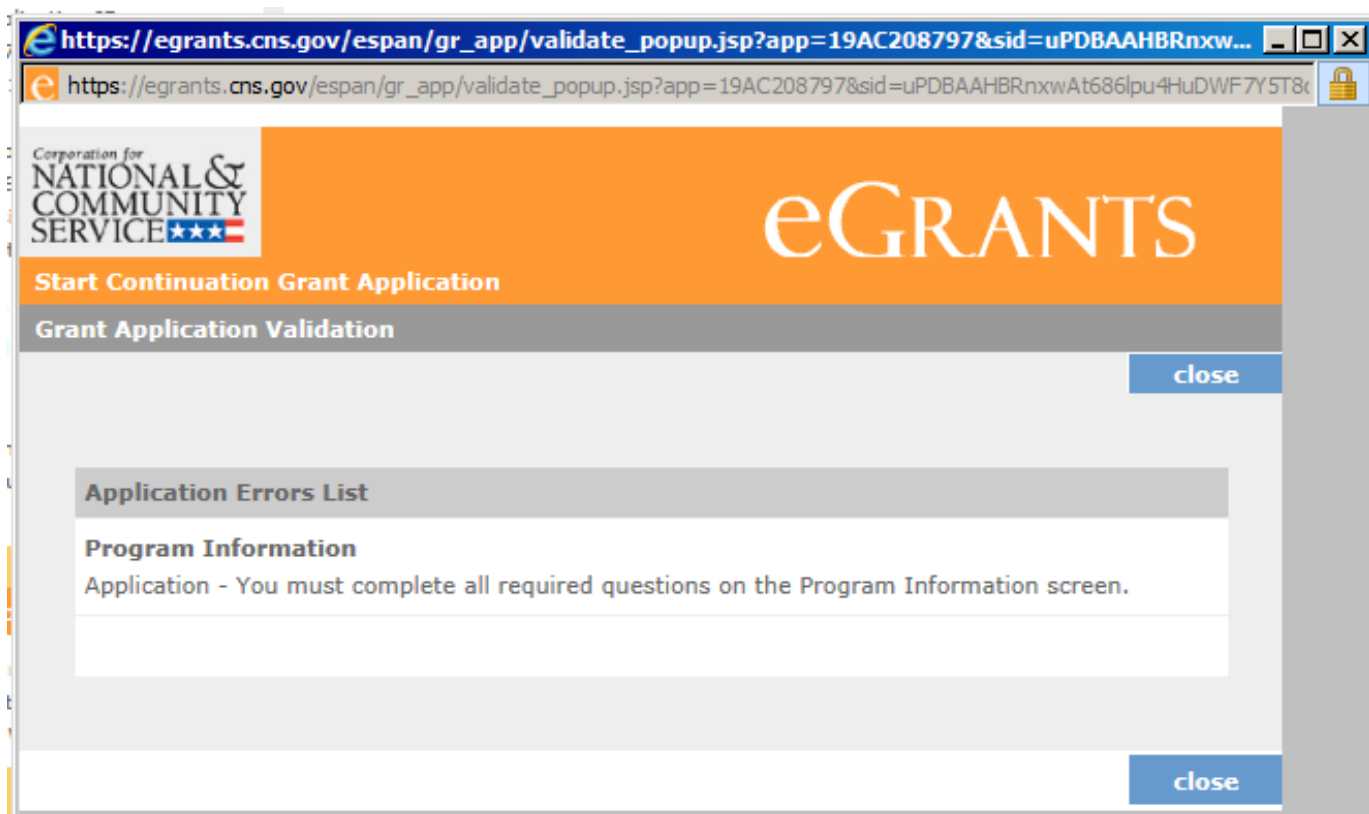 https://egrants.cns.gov/espan/gr_app/validate_popup.jsp?app=19AC208797&sid=uPDBAAHBRnxw...
https://egrants.cns.gov/espan/gr_app/validate_popup.jsp?app=19AC208797&sid=uPDBAAHBRnxwAt686lpu4HuDWF7Y5T8
Corporation for
NATIONAL &
COMMUNITY
SERVICE
eGRANTS
Start Continuation Grant Application
Grant Application Validation
close
Application Errors List
Program Information
Application - You must complete all required questions on the Program Information screen.
close